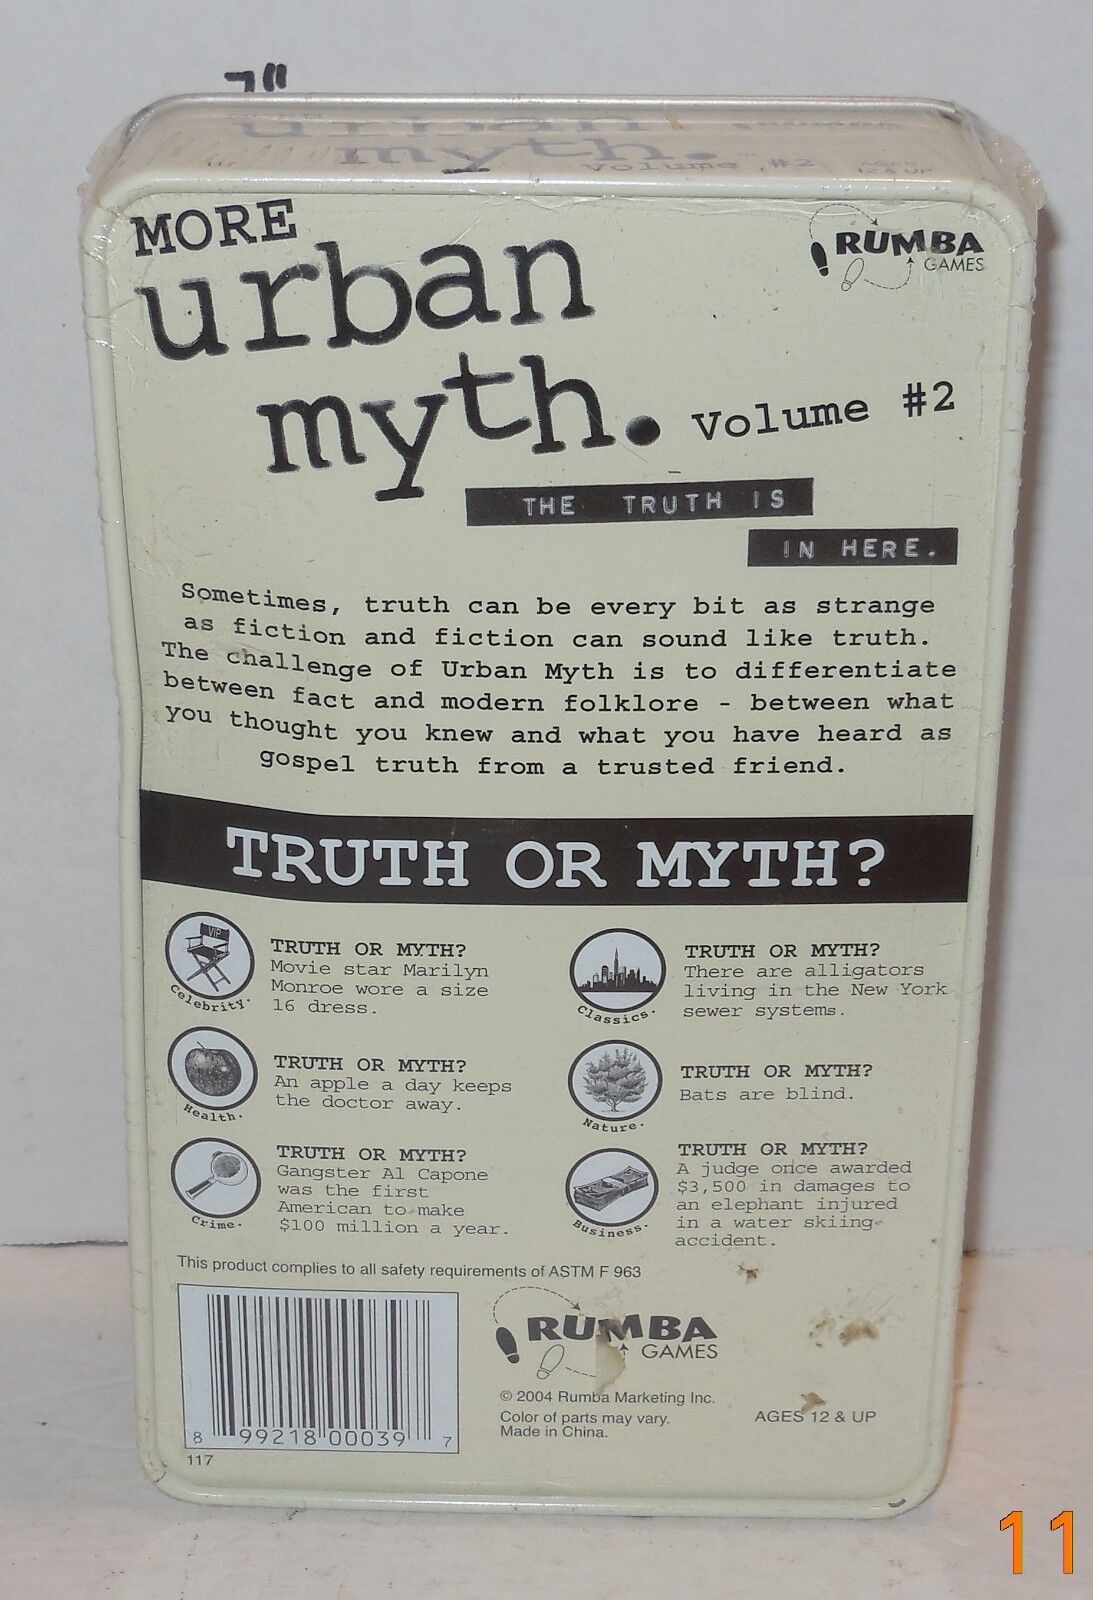 7"
urban
myth. Volume #2 AGES
117 12 & UP
MORE
urban
myth. Volume #2
RUMBA
GAMES
THE TRUTH IS
IN HERE.
Sometimes, truth can be every bit as strange
as fiction and fiction can sound like truth.
The challenge of Urban Myth is to differentiate
between fact and modern folklore - between what
you thought you knew and what you have heard as
gospel truth from a trusted friend.
TRUTH OR MYTH?
VIP
Celebrity.
TRUTH OR MYTH?
Movie star Marilyn
Monroe wore a size
16 dress.
Health.
TRUTH OR MYTH?
An apple a day keeps
the doctor away.
Crime.
TRUTH OR MYTH?
Gangster Al Capone
was the first
American to make
$100 million a year.
Classics.
TRUTH OR MYTH?
There are alligators
living in the New York
sewer systems.
Nature.
TRUTH OR MYTH?
Bats are blind.
Business.
TRUTH OR MYTH?
A judge once awarded
$3,500 in damages to
an elephant injured
in a water skiing
accident.
This product complies to all safety requirements of ASTM F 963
8 99218 00039 7
117
RUMBA
GAMES
© 2004 Rumba Marketing Inc.
Color of parts may vary.
Made in China.
AGES 12 & UP
11